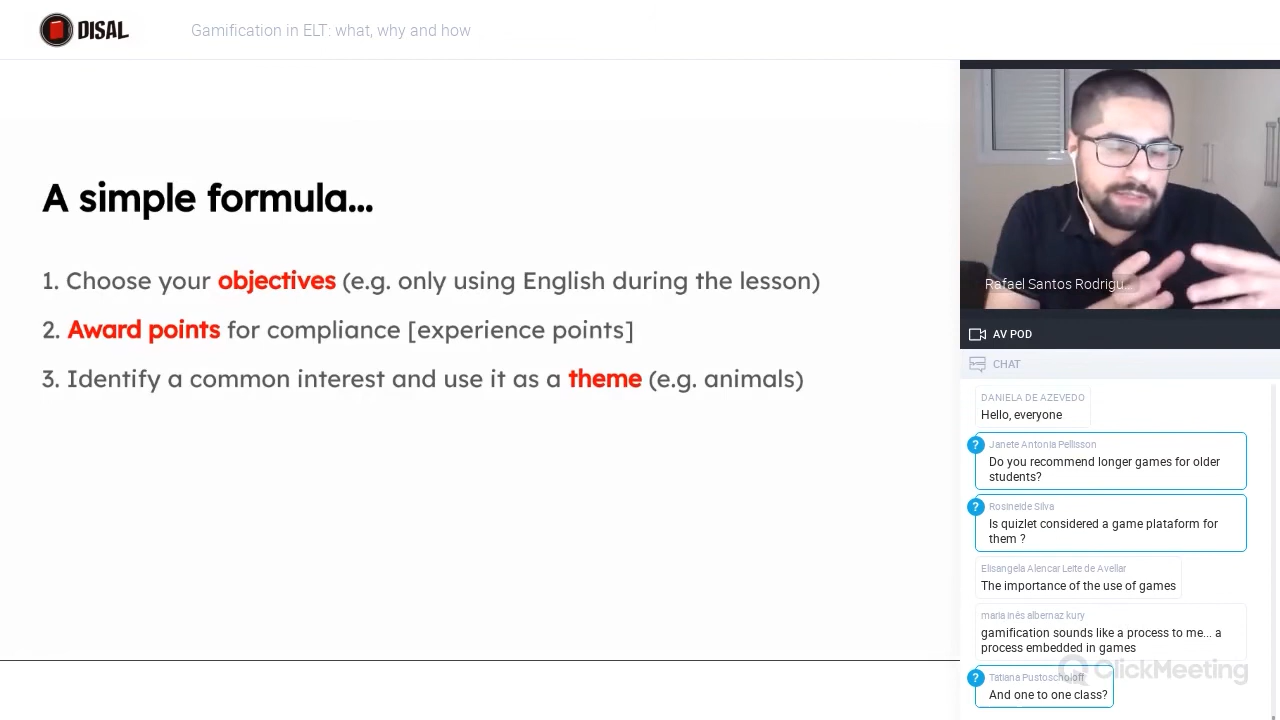 DISAL
Gamification in ELT: what, why and how
A simple formula...
1. Choose your objectives (e.g. only using English during the lesson)
2. Award points for compliance [experience points]
3. Identify a common interest and use it as a theme (e.g. animals)
Rafael Santos Rodrigu...
AV POD
CHAT
DANIELA DE AZEVEDO
Hello, everyone
? Janete Antonia Pellisson
Do you recommend longer games for older
students?
? Rosineide Silva
Is quizlet considered a game plataform for
them ?
Elisangela Alencar Leite de Avellar
The importance of the use of games
maria inês albernaz kury
gamification sounds like a process to me... a
process embedded in games
ClickMeeting
? Tatiana Pustoscholoff
And one to one class?